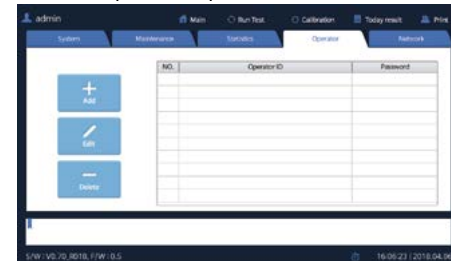 admin Main Run Test Calibration Today result Print
System Maintenance Statistics Operator Network
NO. Operator ID Password
Add
Edit
Delete
S/W : V0.70_R018, F/W : 0.5 16:06:23 | 2018.04.06